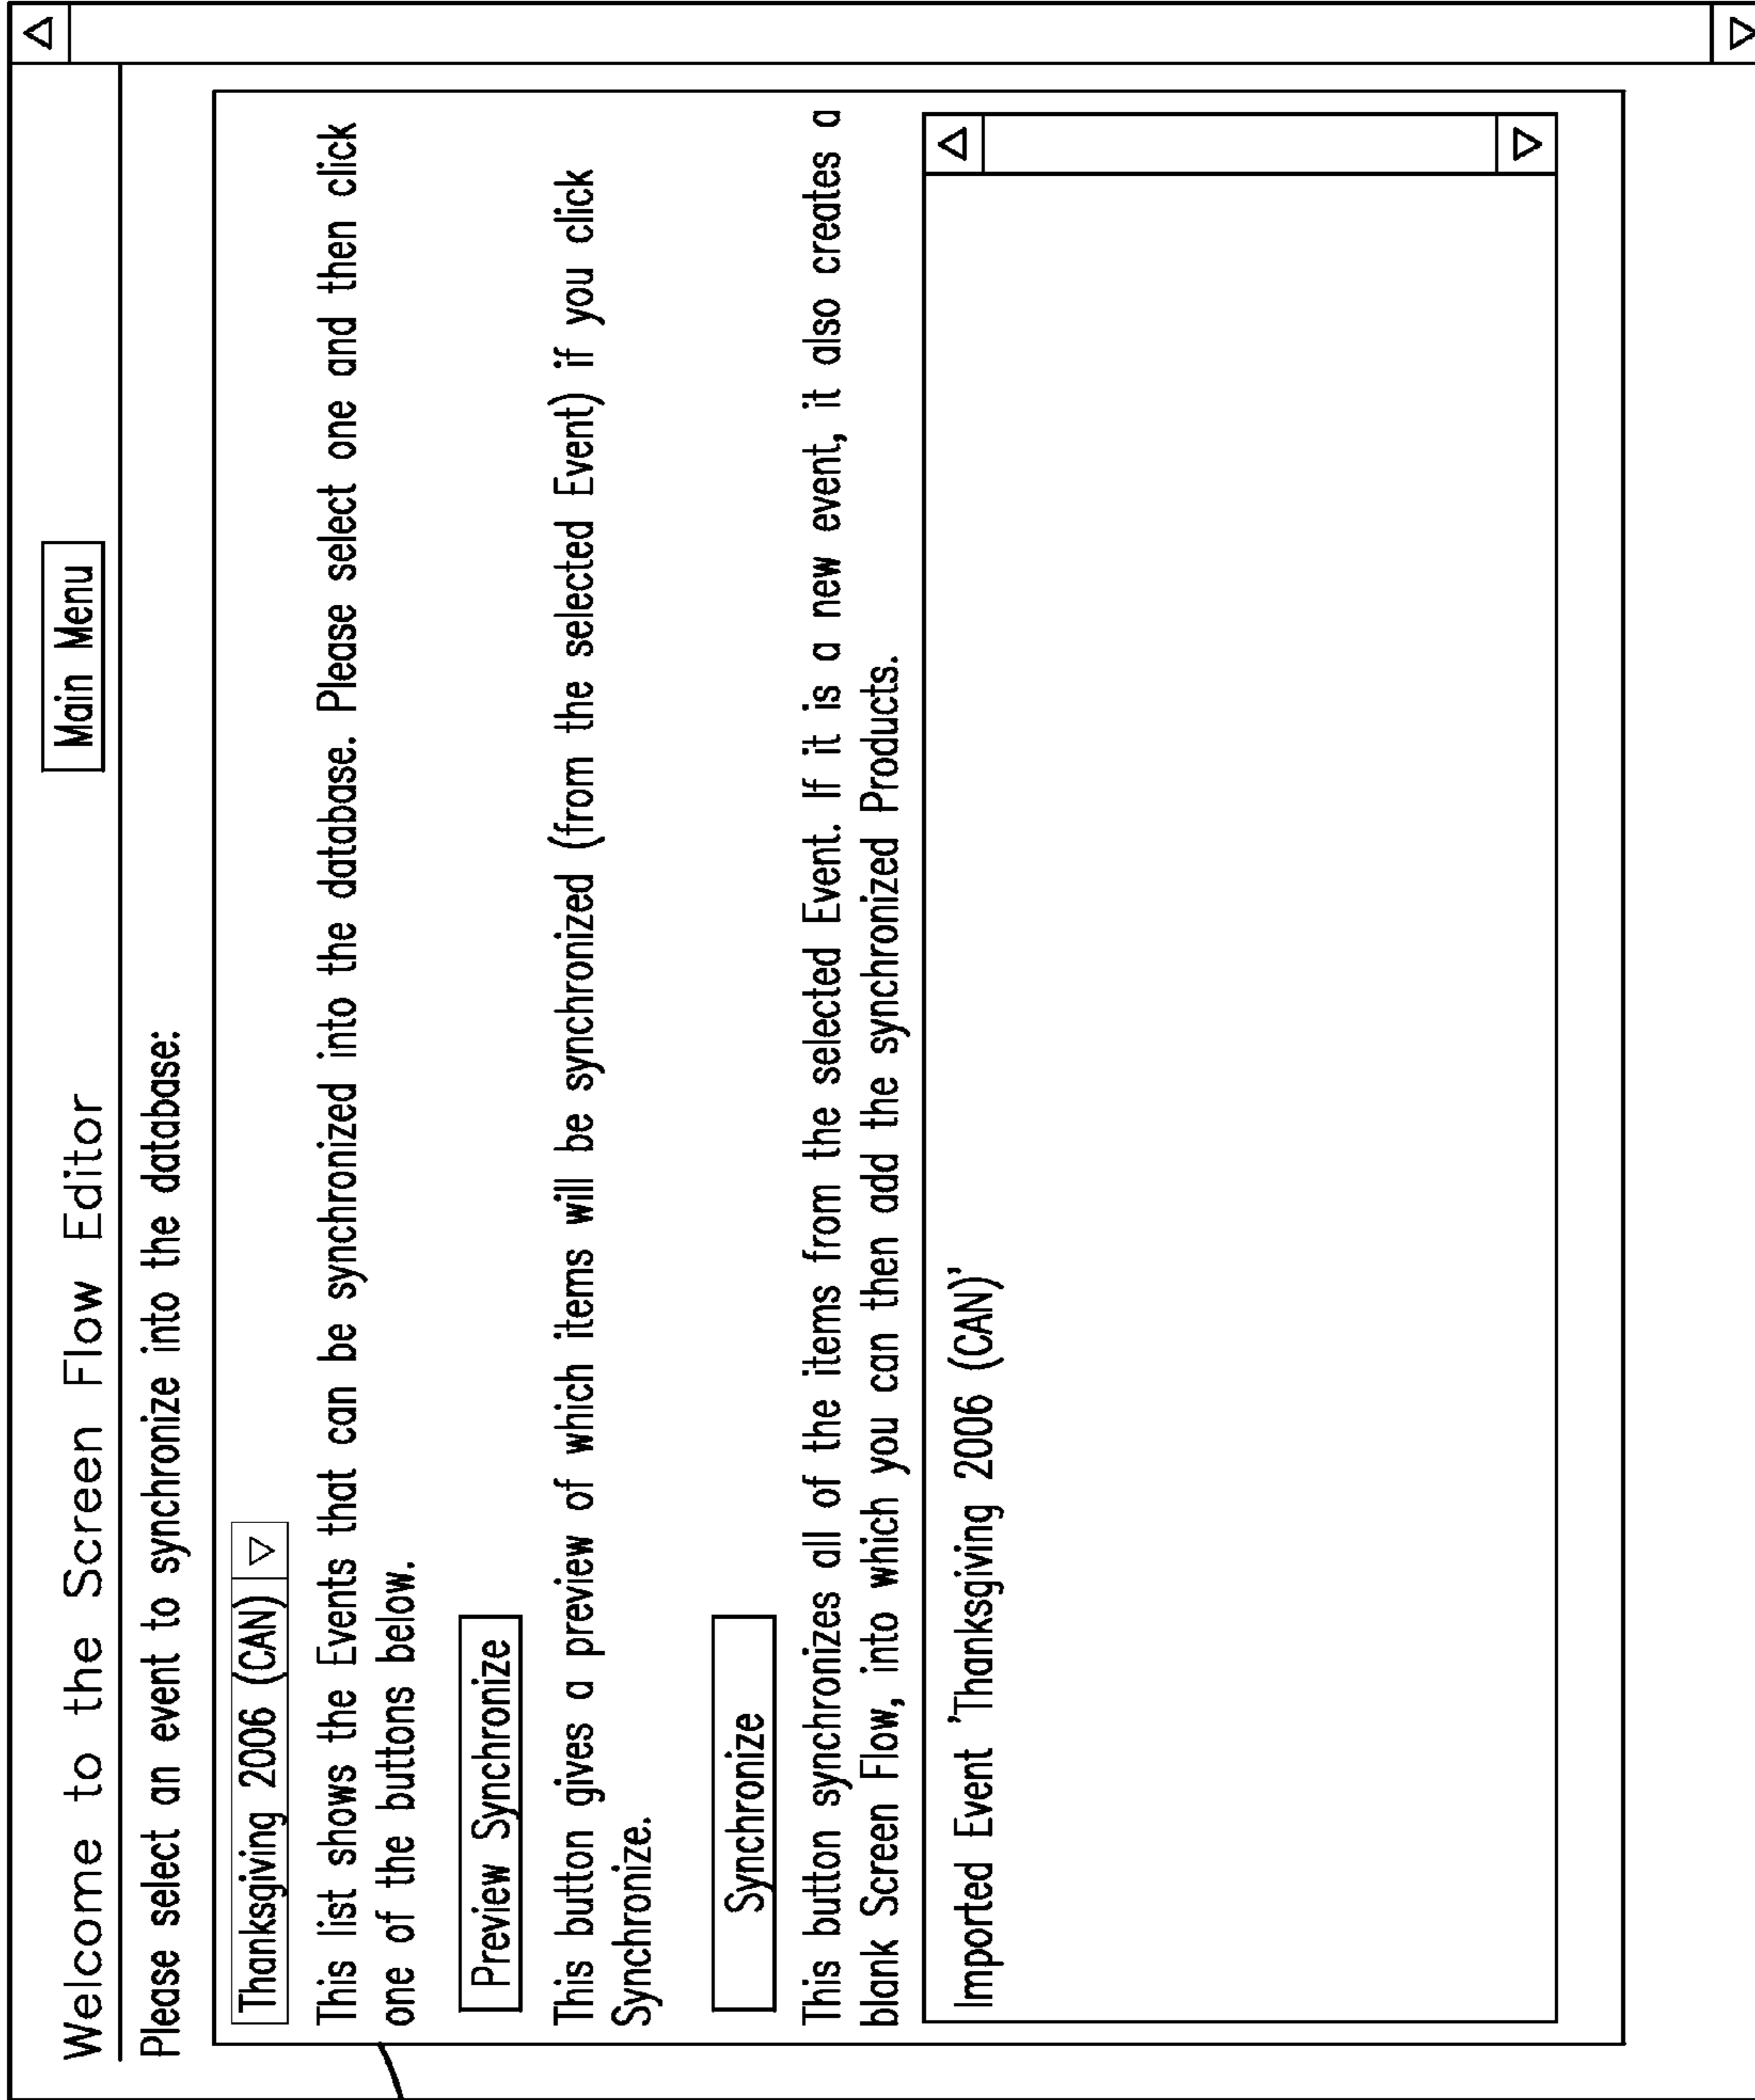 Welcome to the Screen Flow Editor
Main Menu
Please select an event to synchronize into the database:
Thanksgiving 2006 (CAN)
This list shows the Events that can be synchronized into the database. Please select one and then click
one of the buttons below.
Preview Synchronize
This button gives a preview of which items will be synchronized (from the selected Event) if you click
Synchronize.
Synchronize
This button synchronizes all of the items from the selected Event. If it is a new event, it also creates a
blank Screen Flow, into which you can then add the synchronized Products.
Imported Event 'Thanksgiving 2006 (CAN)'